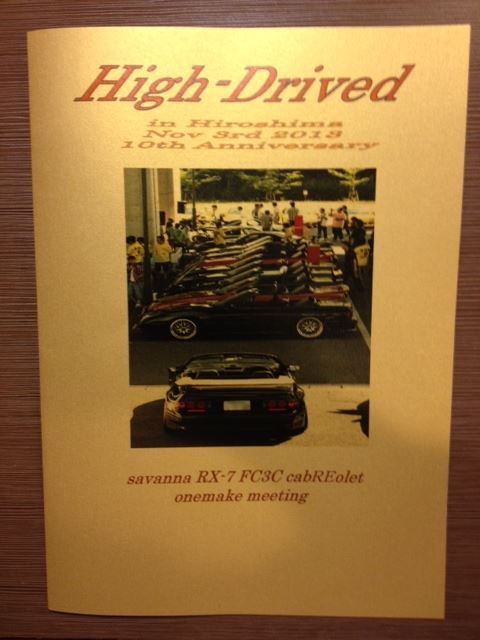 High-Drived
in Hiroshima
Nov 3rd 2013
10th Anniversary
savanna RX-7 FC3C cabREolet
onemake meeting